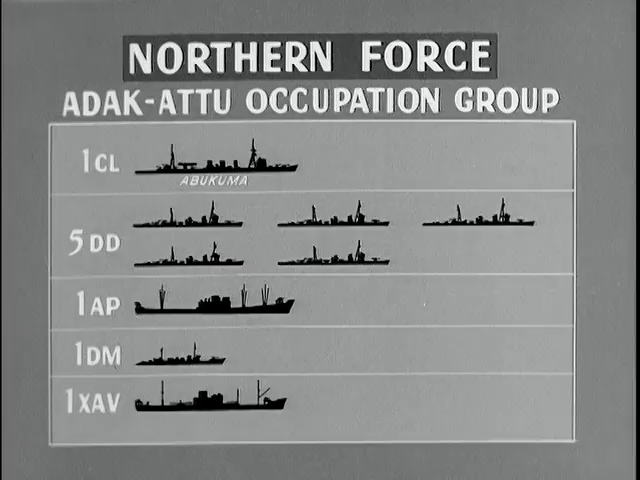 NORTHERN FORCE
ADAK-ATTU OCCUPATION GROUP
1CL
ABUKUMA
5DD
1AP
1DM
1XAV